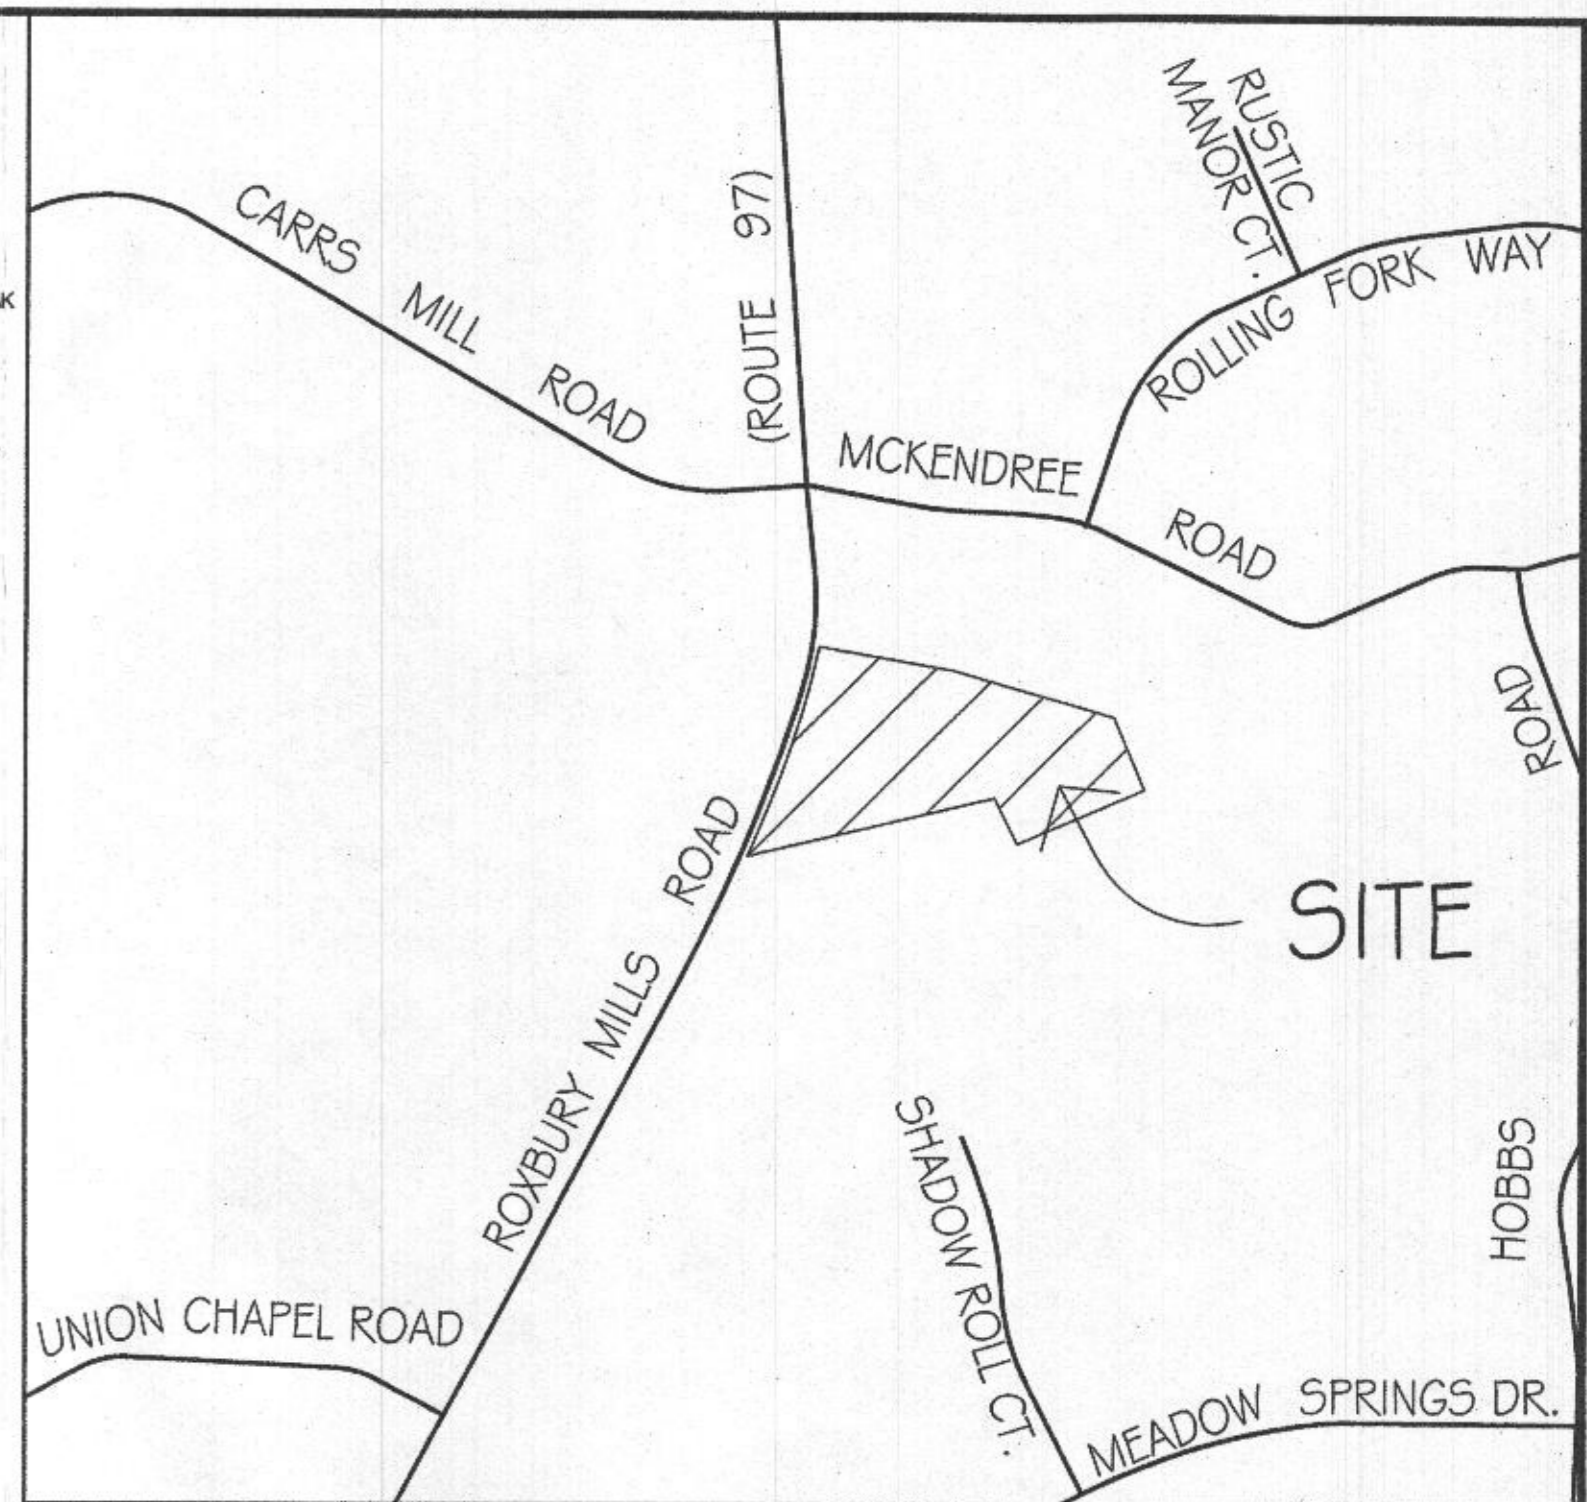 RUSTIC
MANOR CT.
CARRS MILL ROAD
(ROUTE 97)
ROLLING FORK WAY
K
MCKENDREE ROAD
ROAD
SITE
ROXBURY MILLS ROAD
SHADOW ROLL CT.
HOBBS
UNION CHAPEL ROAD
MEADOW SPRINGS DR.